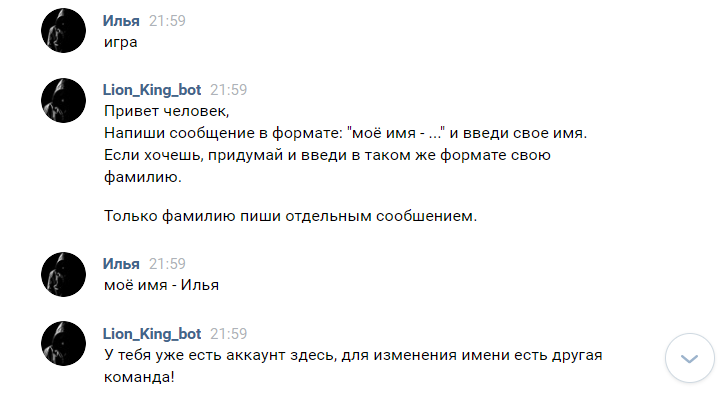 Илья 21:59
игра
Lion_King_bot 21:59
Привет человек,
Напиши сообщение в формате: "моё имя - ..." и введи свое имя.
Если хочешь, придумай и введи в таком же формате свою
фамилию.
Только фамилию пиши отдельным сообшением.
Илья 21:59
моё имя - Илья
Lion_King_bot 21:59
У тебя уже есть аккаунт здесь, для изменения имени есть другая
команда!